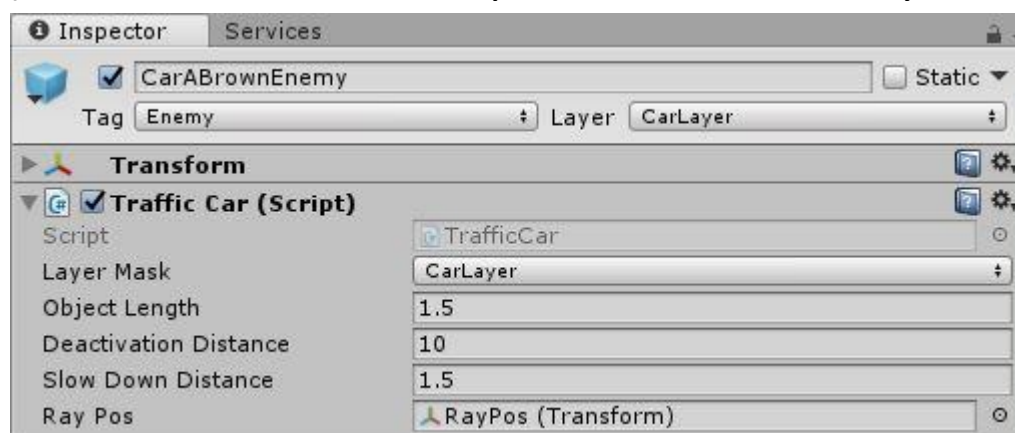 Inspector Services
CarABrownEnemy Static
Tag Enemy Layer CarLayer
Transform
Traffic Car (Script)
Script TrafficCar
Layer Mask CarLayer
Object Length 1.5
Deactivation Distance 10
Slow Down Distance 1.5
Ray Pos RayPos (Transform)